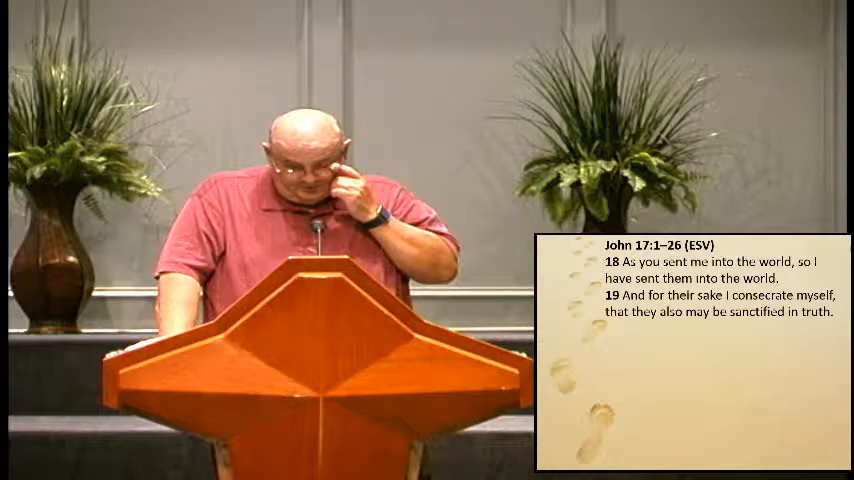 John 17:1–26 (ESV)
18 As you sent me into the world, so I
have sent them into the world.
19 And for their sake I consecrate myself,
that they also may be sanctified in truth.